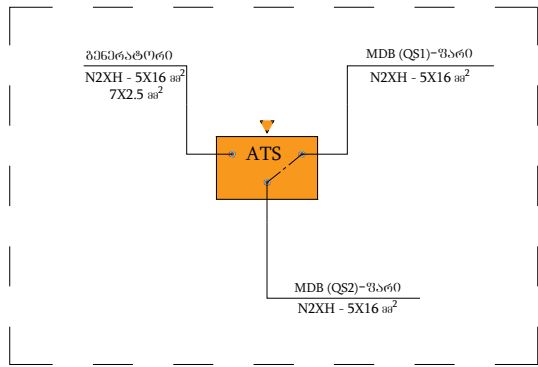 გენერატორი
N2XH - 5X16 მმ²
7X2.5 მმ²
MDB (QS1)-ფარი
N2XH - 5X16 მმ²
ATS
MDB (QS2)-ფარი
N2XH - 5X16 მმ²